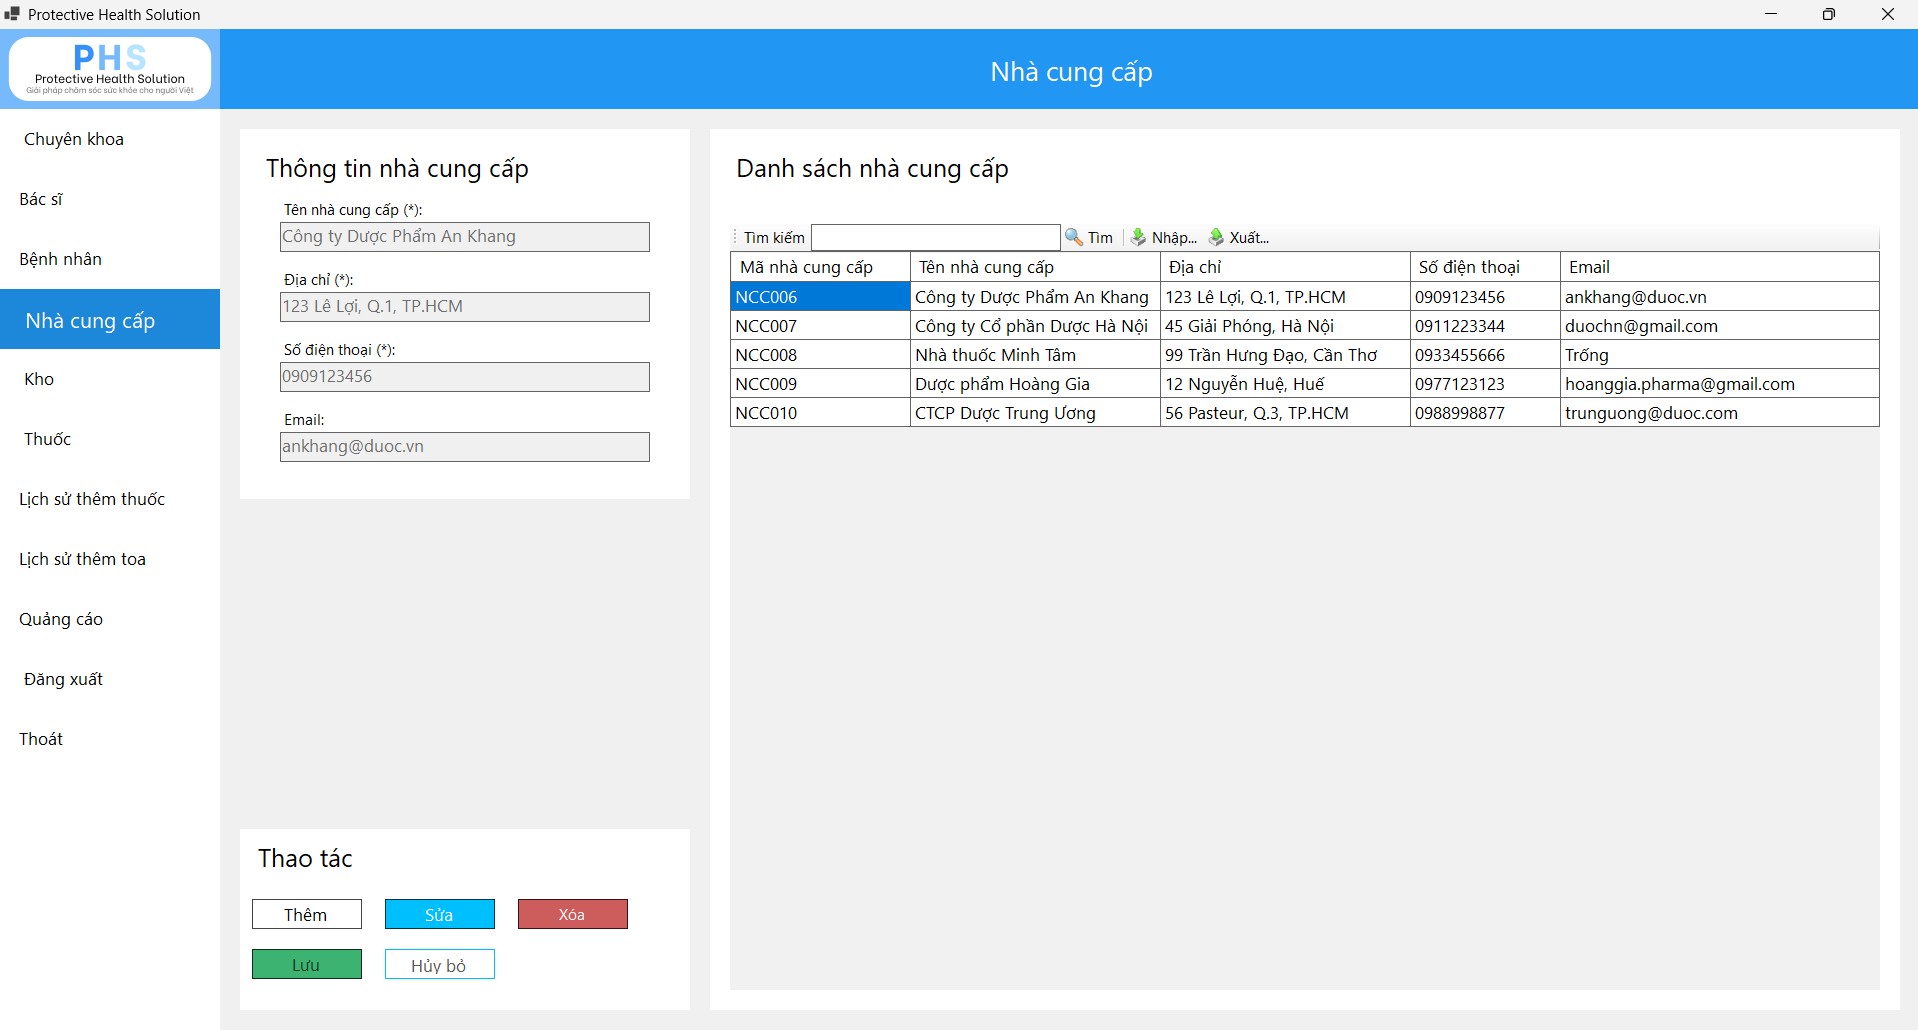 Protective Health Solution
PHS
Protective Health Solution
Giải pháp chăm sóc sức khỏe cho người Việt
Nhà cung cấp
Chuyên khoa
Bác sĩ
Bệnh nhân
Nhà cung cấp
Kho
Thuốc
Lịch sử thêm thuốc
Lịch sử thêm toa
Quảng cáo
Đăng xuất
Thoát
Thông tin nhà cung cấp
Tên nhà cung cấp (*):
Công ty Dược Phẩm An Khang
Địa chỉ (*):
123 Lê Lợi, Q.1, TP.HCM
Số điện thoại (*):
0909123456
Email:
ankhang@duoc.vn
Thao tác
Thêm Sửa Xóa
Lưu Hủy bỏ
Danh sách nhà cung cấp
Tìm kiếm Tìm Nhập... Xuất...
Mã nhà cung cấp Tên nhà cung cấp Địa chỉ Số điện thoại Email
NCC006 Công ty Dược Phẩm An Khang 123 Lê Lợi, Q.1, TP.HCM 0909123456 ankhang@duoc.vn
NCC007 Công ty Cổ phần Dược Hà Nội 45 Giải Phóng, Hà Nội 0911223344 duochn@gmail.com
NCC008 Nhà thuốc Minh Tâm 99 Trần Hưng Đạo, Cần Thơ 0933455666 Trống
NCC009 Dược phẩm Hoàng Gia 12 Nguyễn Huệ, Huế 0977123123 hoanggia.pharma@gmail.com
NCC010 CTCP Dược Trung Ương 56 Pasteur, Q.3, TP.HCM 0988998877 trunguong@duoc.com